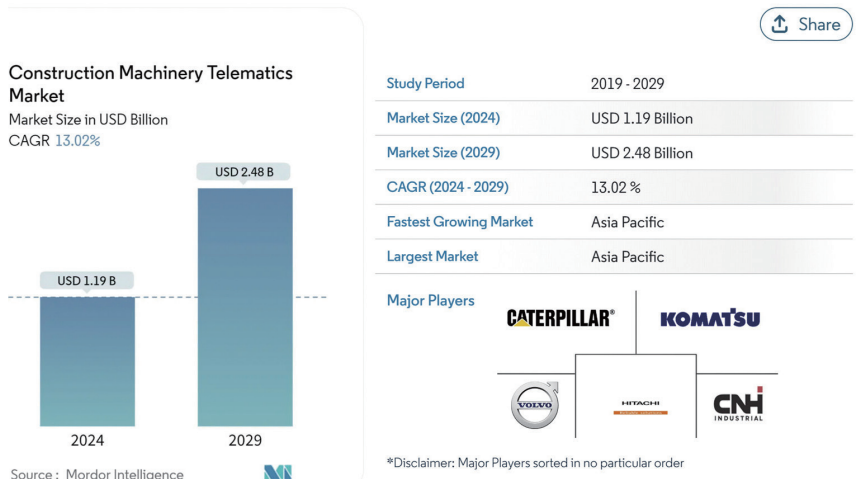 Share
Construction Machinery Telematics
Market
Market Size in USD Billion
CAGR 13.02%
USD 2.48 B
USD 1.19 B
2024 2029
Source : Mordor Intelligence
Study Period 2019 - 2029
Market Size (2024) USD 1.19 Billion
Market Size (2029) USD 2.48 Billion
CAGR (2024 - 2029) 13.02 %
Fastest Growing Market Asia Pacific
Largest Market Asia Pacific
Major Players
CATERPILLAR® KOMATSU
VOLVO HITACHI CNH
INDUSTRIAL
*Disclaimer: Major Players sorted in no particular order